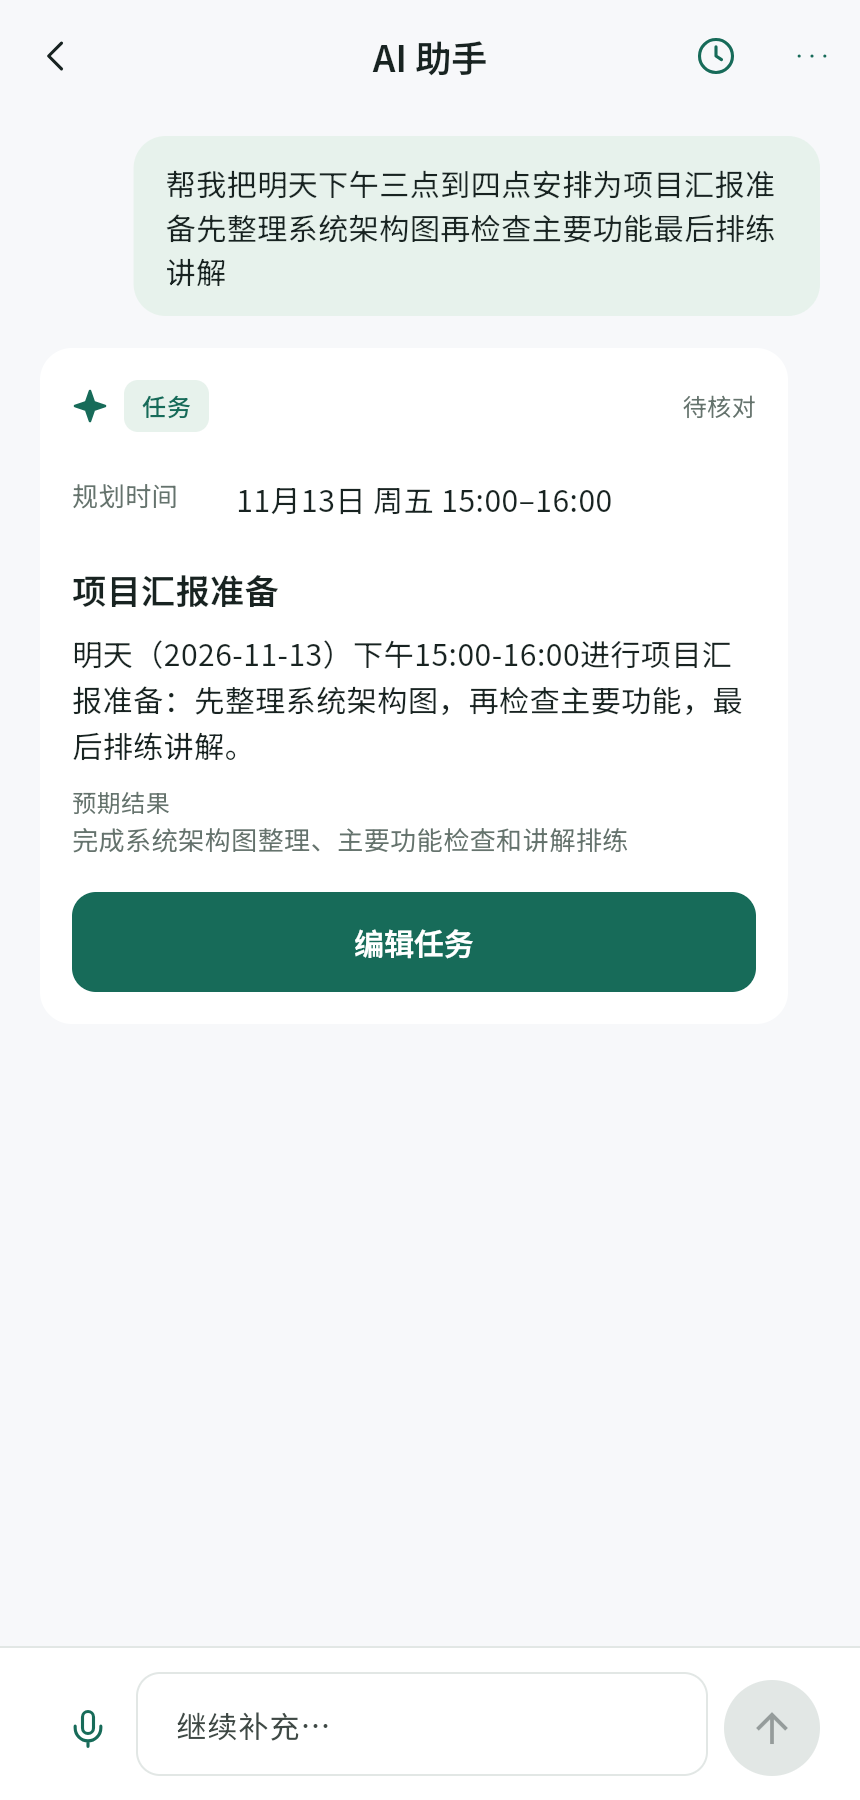 AI 助手
帮我把明天下午三点到四点安排为项目汇报准
备先整理系统架构图再检查主要功能最后排练
讲解
任务
待核对
规划时间 11月13日 周五 15:00–16:00
项目汇报准备
明天（2026-11-13）下午15:00-16:00进行项目汇
报准备：先整理系统架构图，再检查主要功能，最
后排练讲解。
预期结果
完成系统架构图整理、主要功能检查和讲解排练
编辑任务
继续补充…